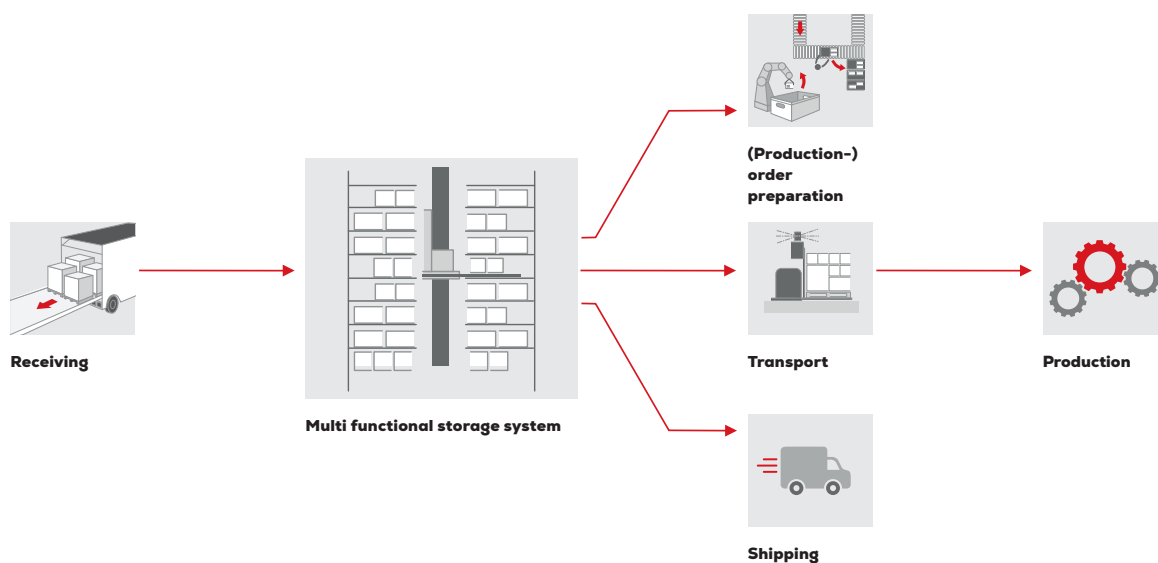 Receiving
Multi functional storage system
(Production-)
order
preparation
Transport
Production
Shipping